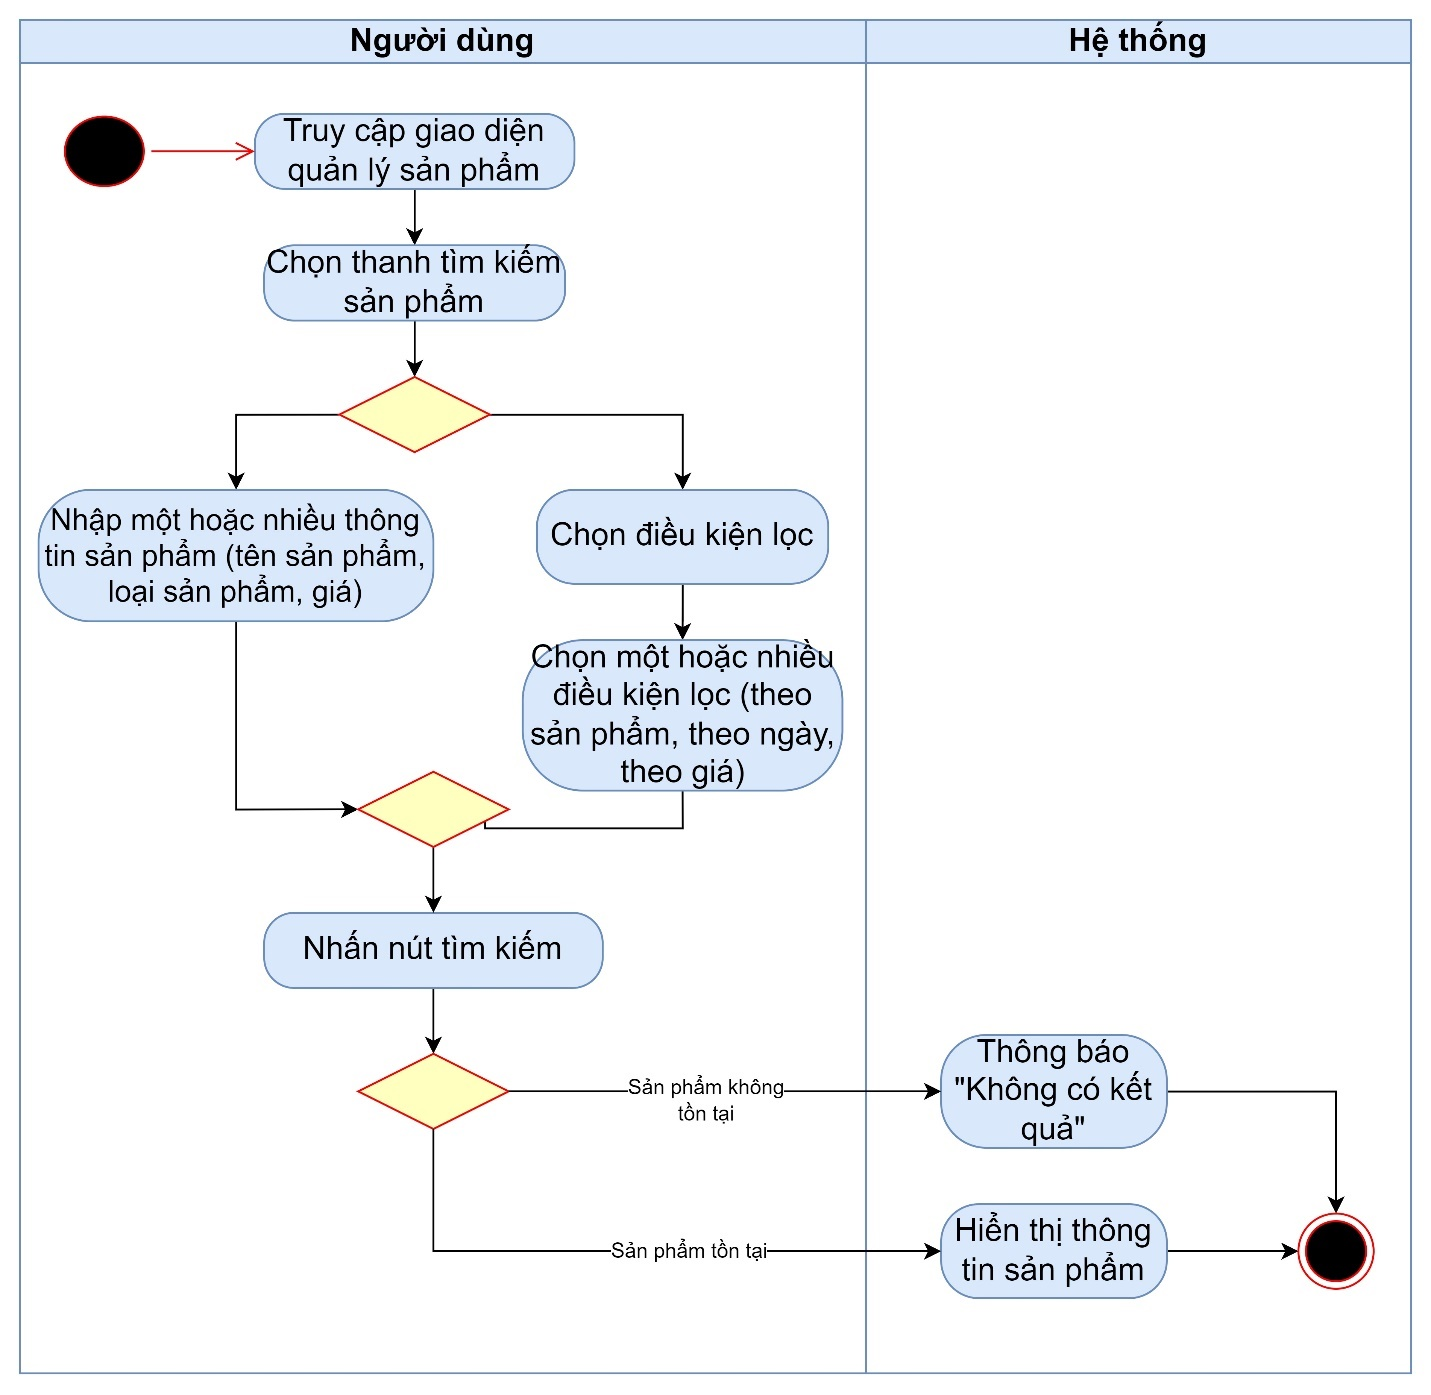 Người dùng
Hệ thống
Truy cập giao diện
quản lý sản phẩm
Chọn thanh tìm kiếm
sản phẩm
Nhập một hoặc nhiều thông
tin sản phẩm (tên sản phẩm,
loại sản phẩm, giá)
Chọn điều kiện lọc
Chọn một hoặc nhiều
điều kiện lọc (theo
sản phẩm, theo ngày,
theo giá)
Nhấn nút tìm kiếm
Sản phẩm không
tồn tại
Thông báo
"Không có kết
quả"
Sản phẩm tồn tại
Hiển thị thông
tin sản phẩm